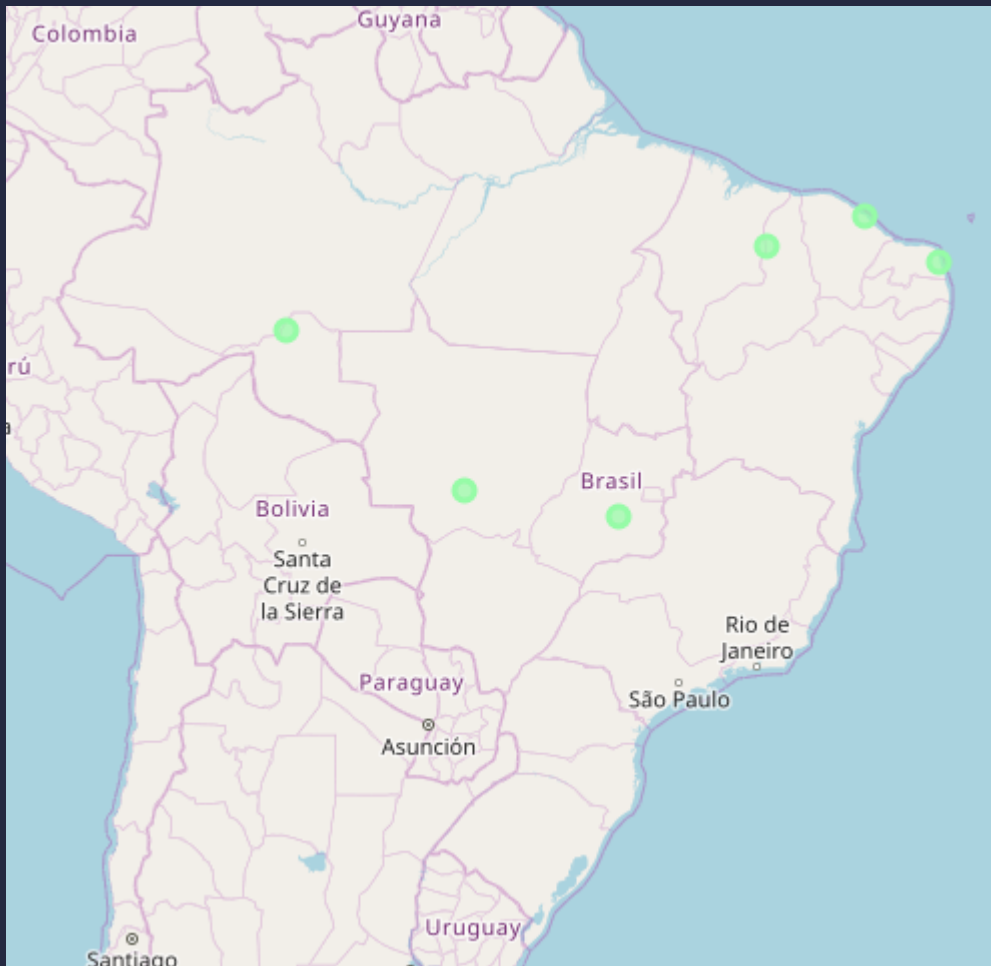 Guyana
Colombia
rú
a
Brasil
Bolivia
Santa
Cruz de
la Sierra
Rio de
Janeiro
Paraguay
São Paulo
Asunción
Uruguay
Santiago